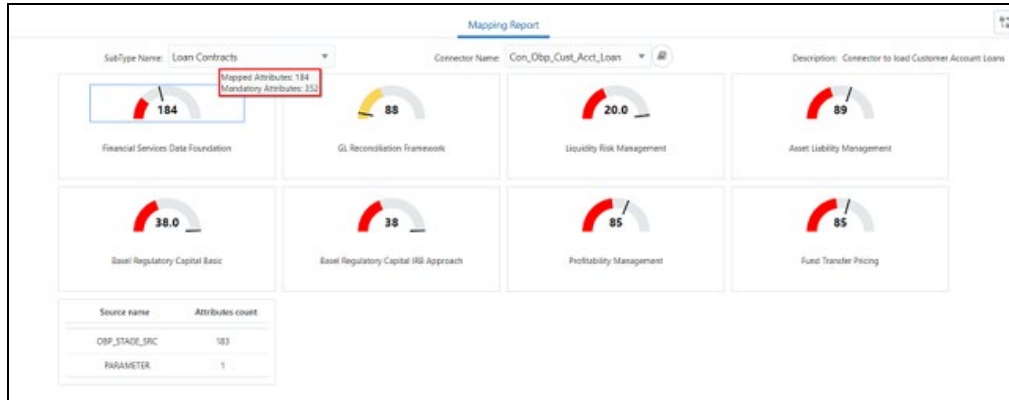 Mapping Report
SubType Name: Loan Contracts
Connector Name: Con_Obp_Cust_Acct_Loan
Description: Connector to load Customer Account Loans
Mapped Attributes: 184
Mandatory Attributes: 352
184
Financial Services Data Foundation
88
GL Reconciliation Framework
20.0
Liquidity Risk Management
89
Asset Liability Management
38.0
Basel Regulatory Capital Basic
38
Basel Regulatory Capital IRB Approach
85
Profitability Management
85
Fund Transfer Pricing
Source name Attributes count
OBP_STAGE_SRC 183
PARAMETER 1